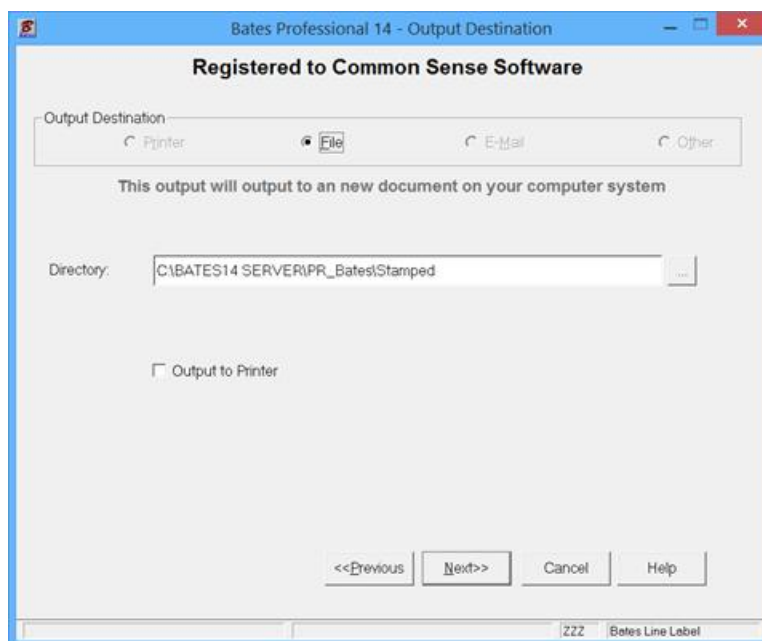 Bates Professional 14 - Output Destination
Registered to Common Sense Software
Output Destination
Printer File E-Mail Other
This output will output to an new document on your computer system
Directory: C:\BATES14 SERVER\PR_Bates\Stamped ...
Output to Printer
<<Previous Next>> Cancel Help
ZZZ Bates Line Label